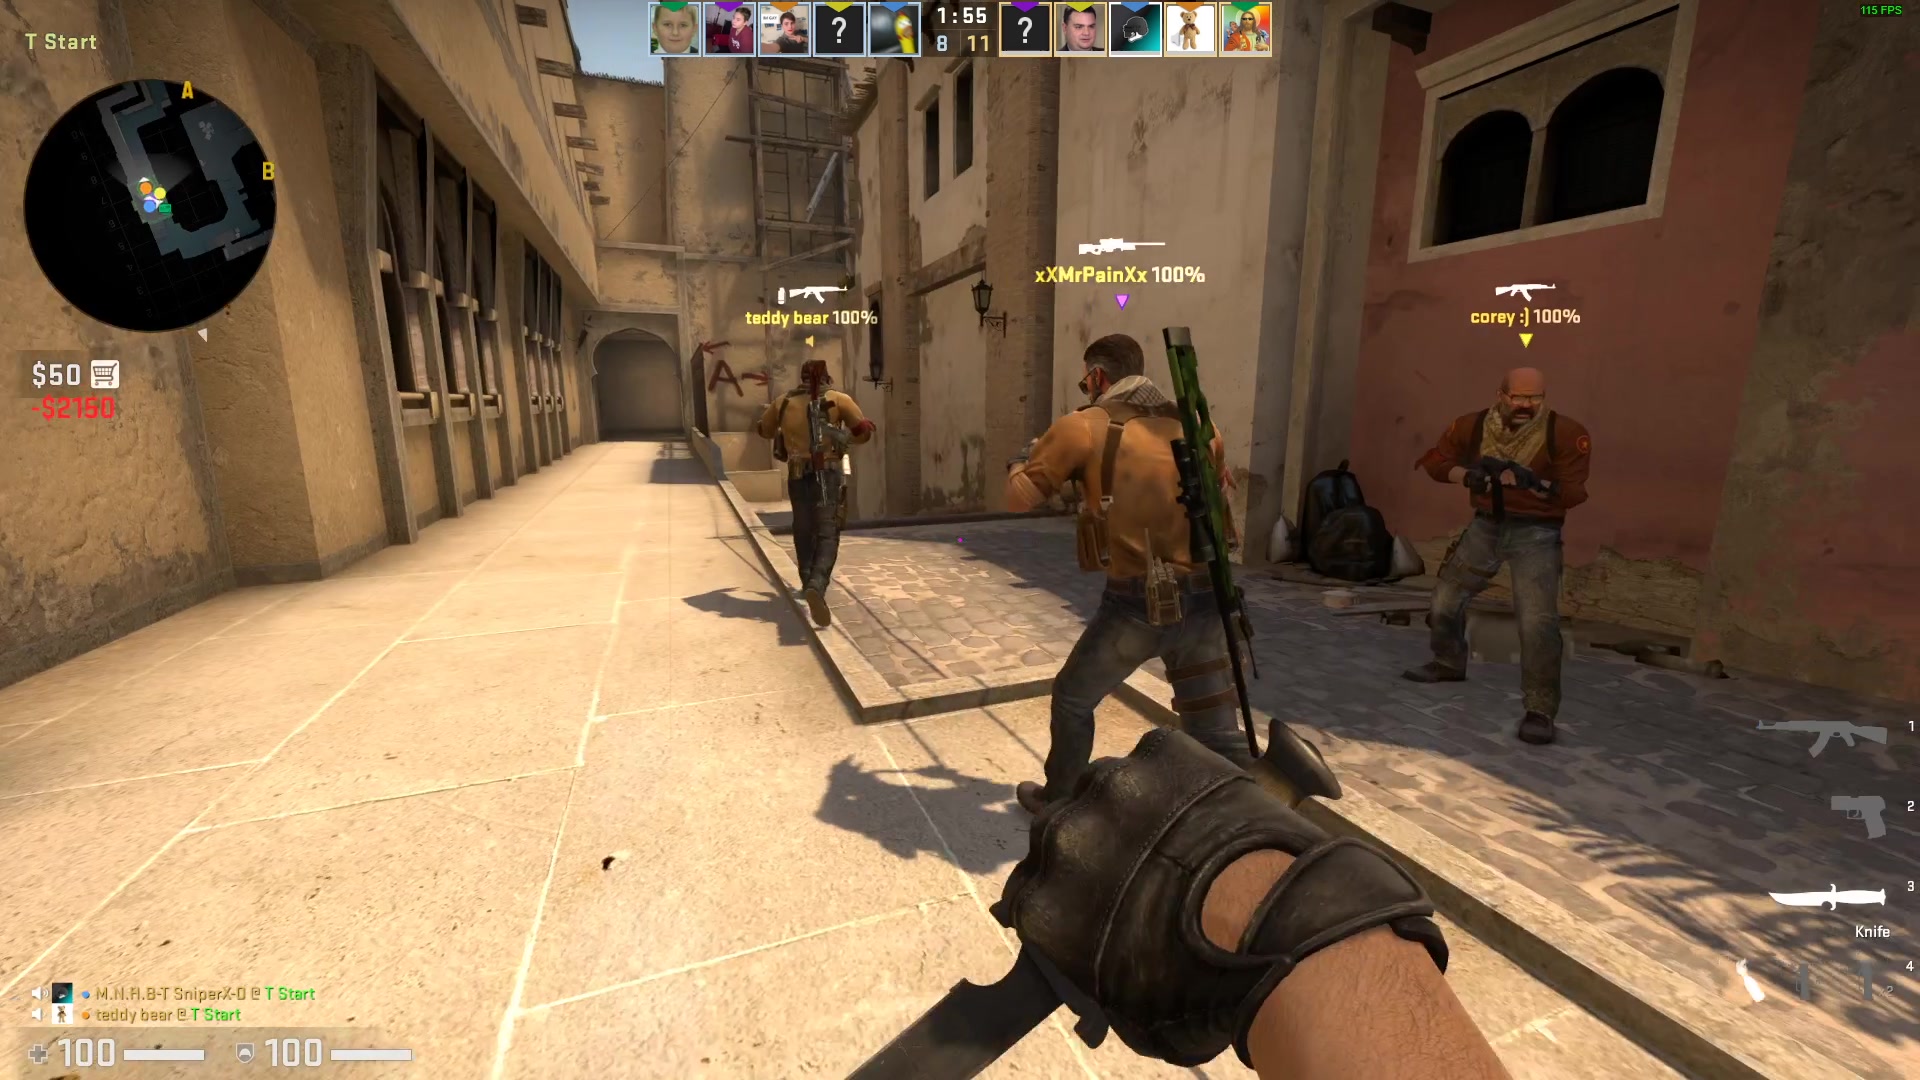 115 FPS
T Start
? 1:55 ?
8 11
A
B
xXMrPainXx 100%
teddy bear 100%
corey :) 100%
A
$50
-$2150
1
2
3
Knife
4
x2
M.N.H.B-T SniperX-D @ T Start
teddy bear @ T Start
100 100